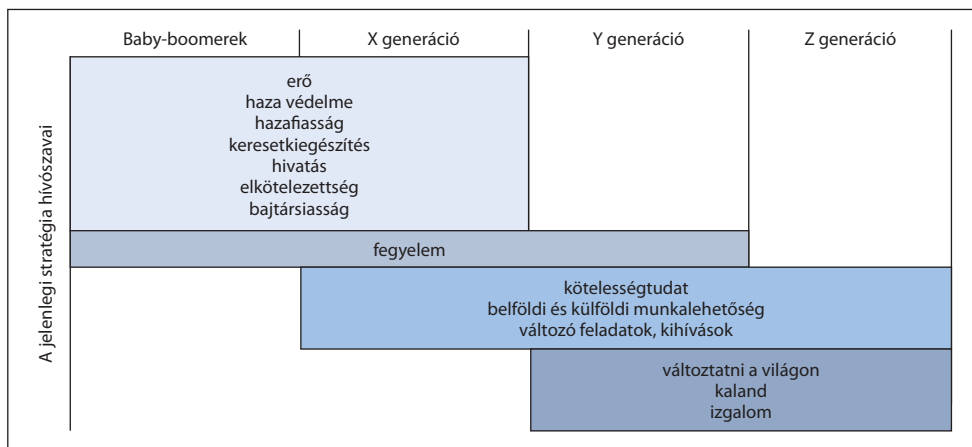 Baby-boomerek
X generáció
Y generáció
Z generáció
A jelenlegi stratégia hívószavai
erő
haza védelme
hazafiasság
keresetkiegészítés
hivatás
elkötelezettség
bajtársiasság
fegyelem
kötelességtudat
belföldi és külföldi munkalehetőség
változó feladatok, kihívások
változtatni a világon
kaland
izgalom